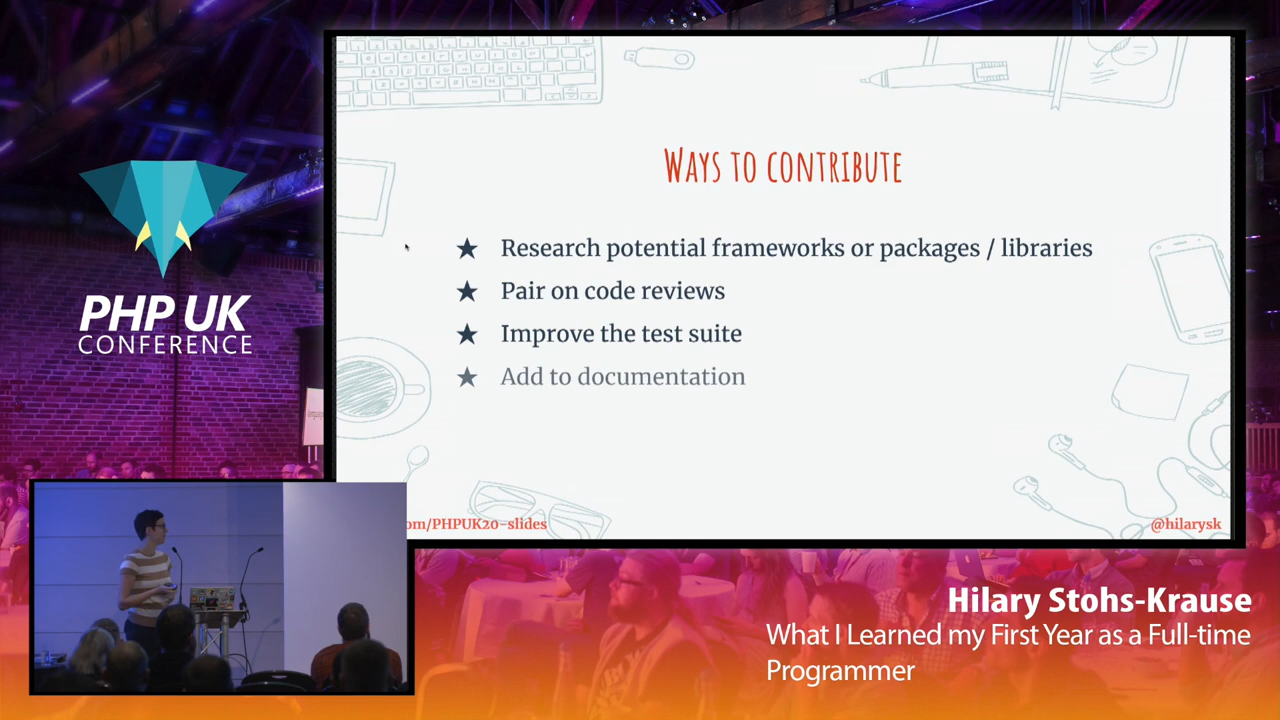 WAYS TO CONTRIBUTE
★ Research potential frameworks or packages / libraries
★ Pair on code reviews
★ Improve the test suite
★ Add to documentation
om/PHPUK20-slides
@hilarysk
PHP UK
CONFERENCE
Hilary Stohs-Krause
What I Learned my First Year as a Full-time
Programmer